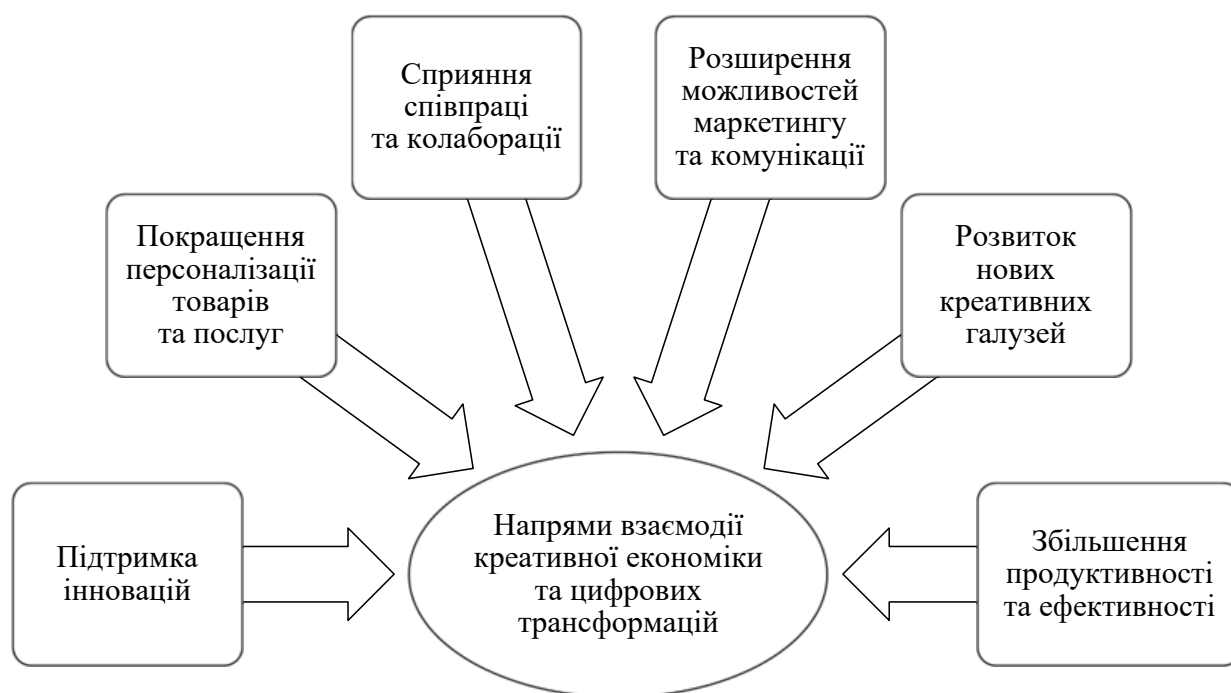 Сприяння
співпраці
та колаборації
Розширення
можливостей
маркетингу
та комунікації
Покращення
персоналізації
товарів
та послуг
Розвиток
нових
креативних
галузей
Підтримка
інновацій
Напрями взаємодії
креативної економіки
та цифрових
трансформацій
Збільшення
продуктивності
та ефективності